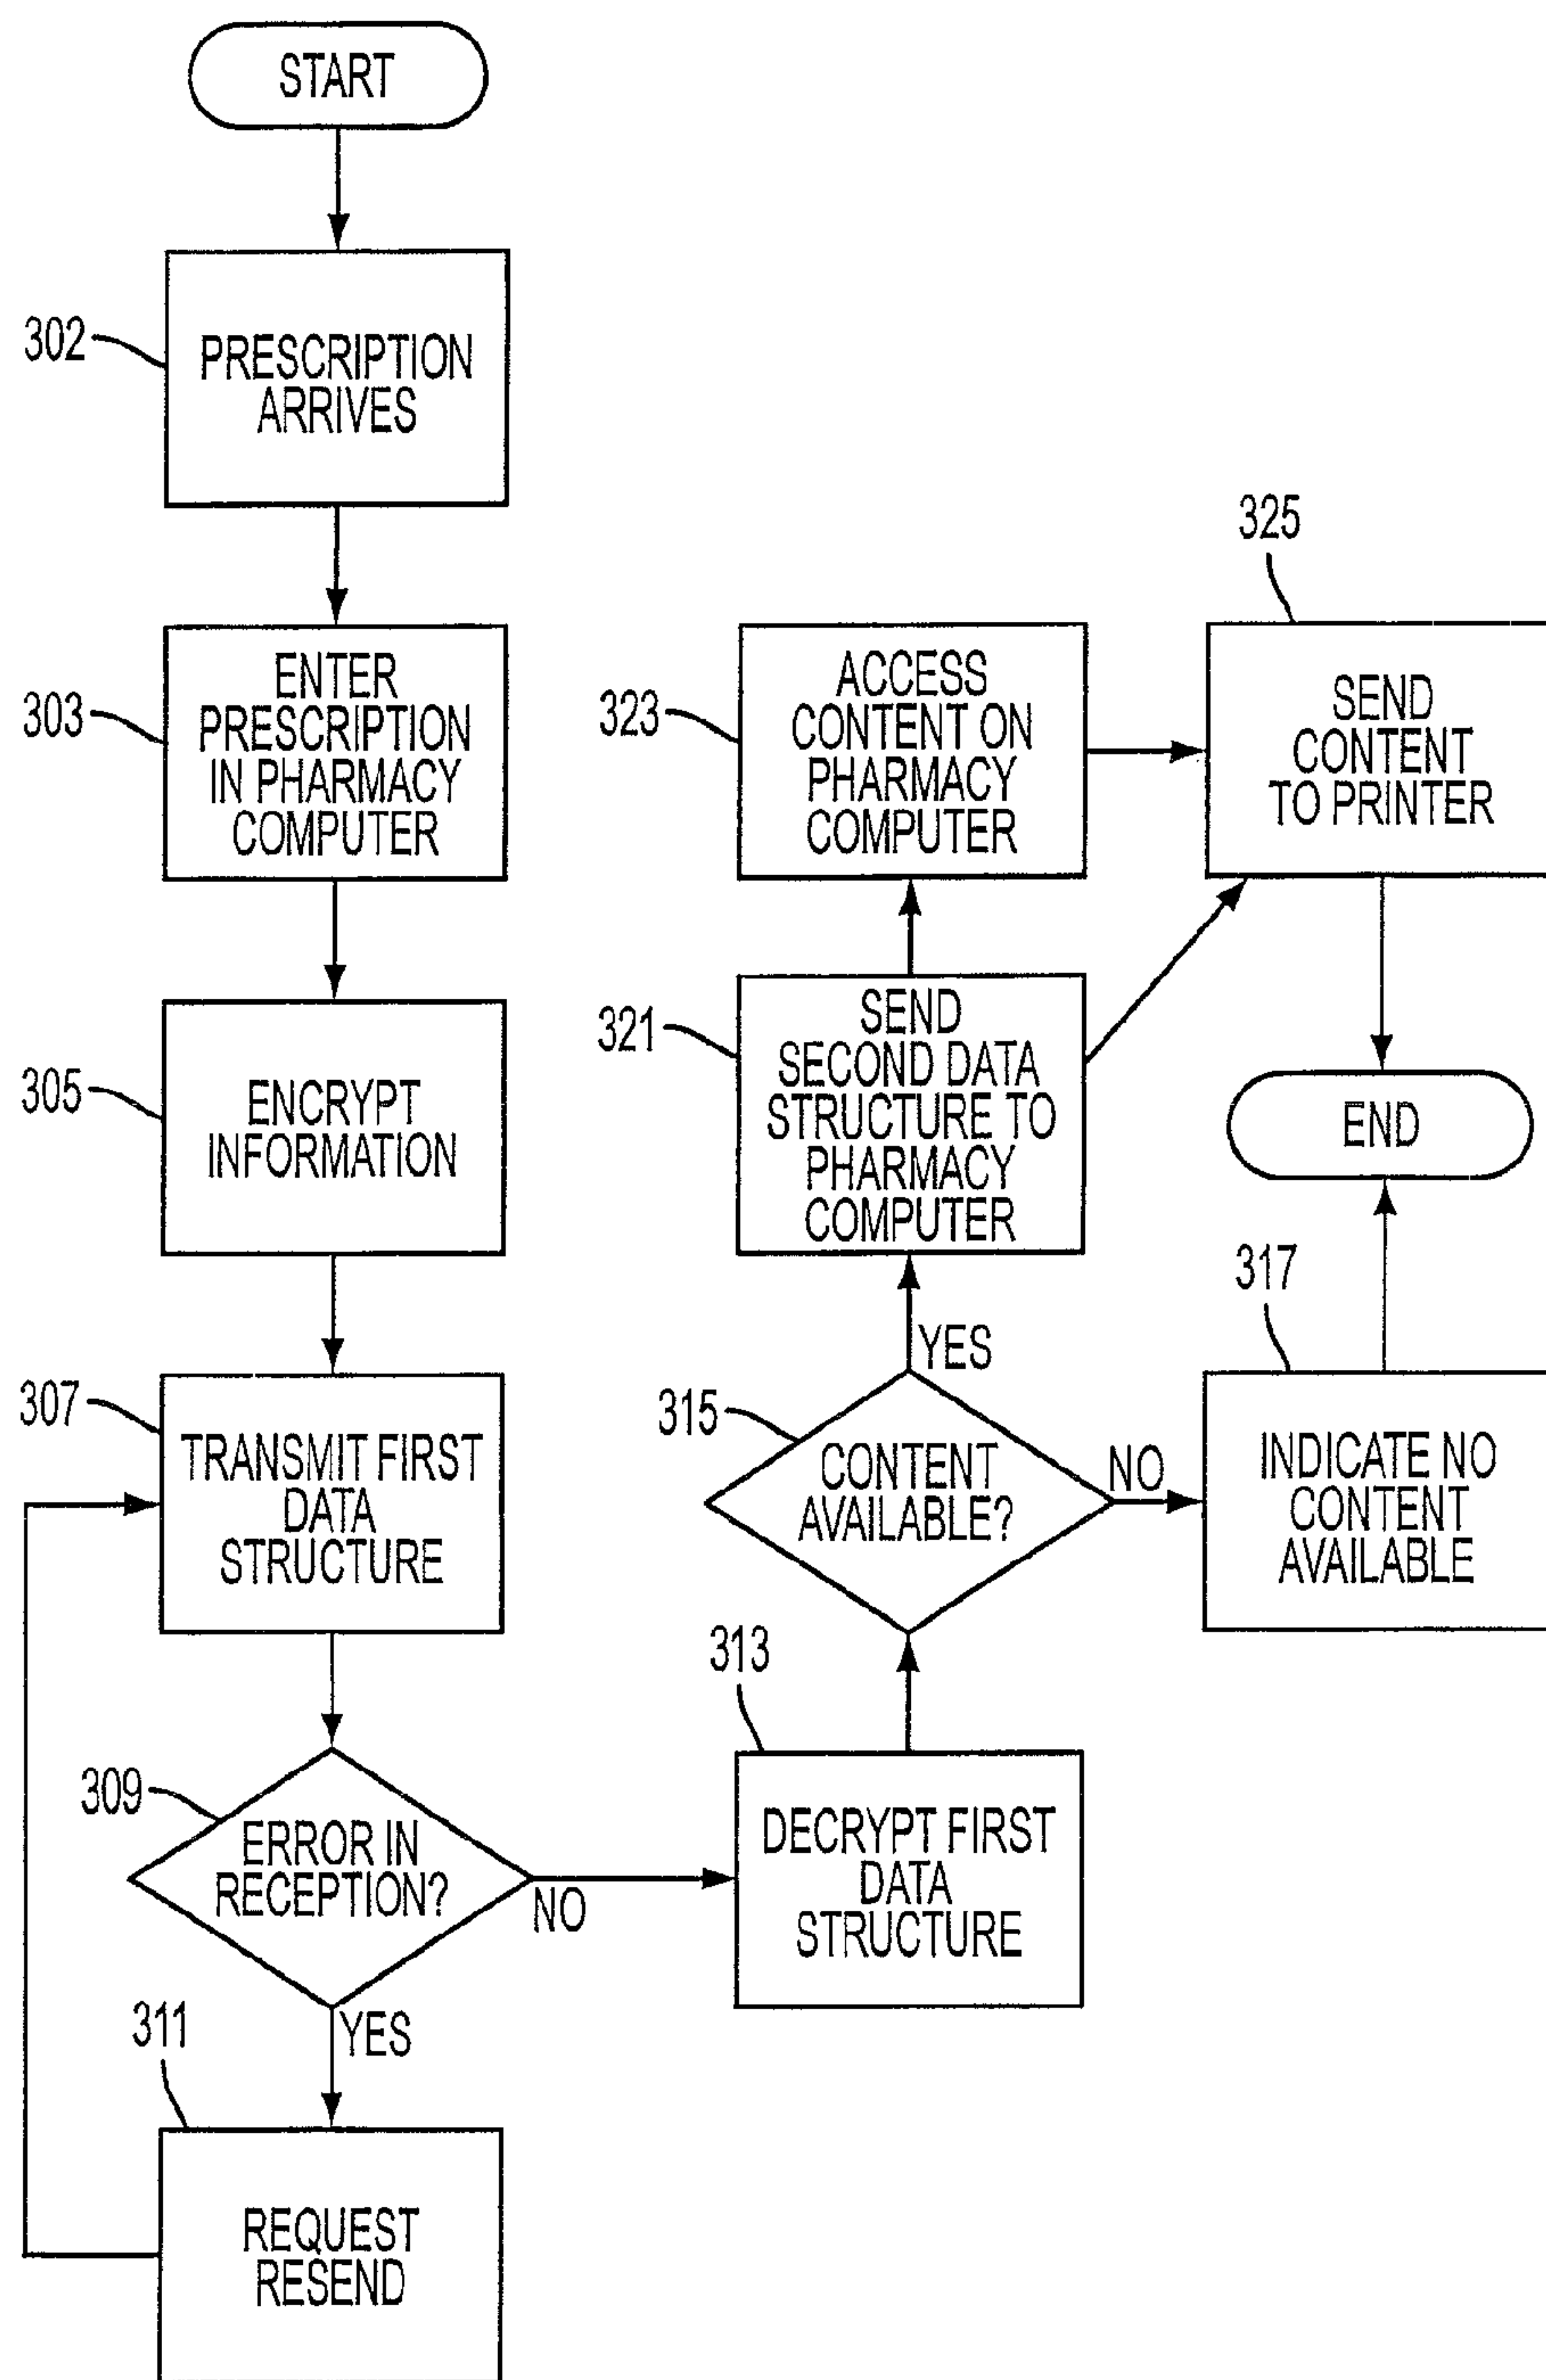 START
302
PRESCRIPTION
ARRIVES
303
ENTER
PRESCRIPTION
IN PHARMACY
COMPUTER
305
ENCRYPT
INFORMATION
307
TRANSMIT FIRST
DATA
STRUCTURE
309
ERROR IN
RECEPTION?
NO
YES
311
REQUEST
RESEND
313
DECRYPT FIRST
DATA
STRUCTURE
315
CONTENT
AVAILABLE?
NO
YES
317
INDICATE NO
CONTENT
AVAILABLE
321
SEND
SECOND DATA
STRUCTURE TO
PHARMACY
COMPUTER
323
ACCESS
CONTENT ON
PHARMACY
COMPUTER
325
SEND
CONTENT
TO PRINTER
END